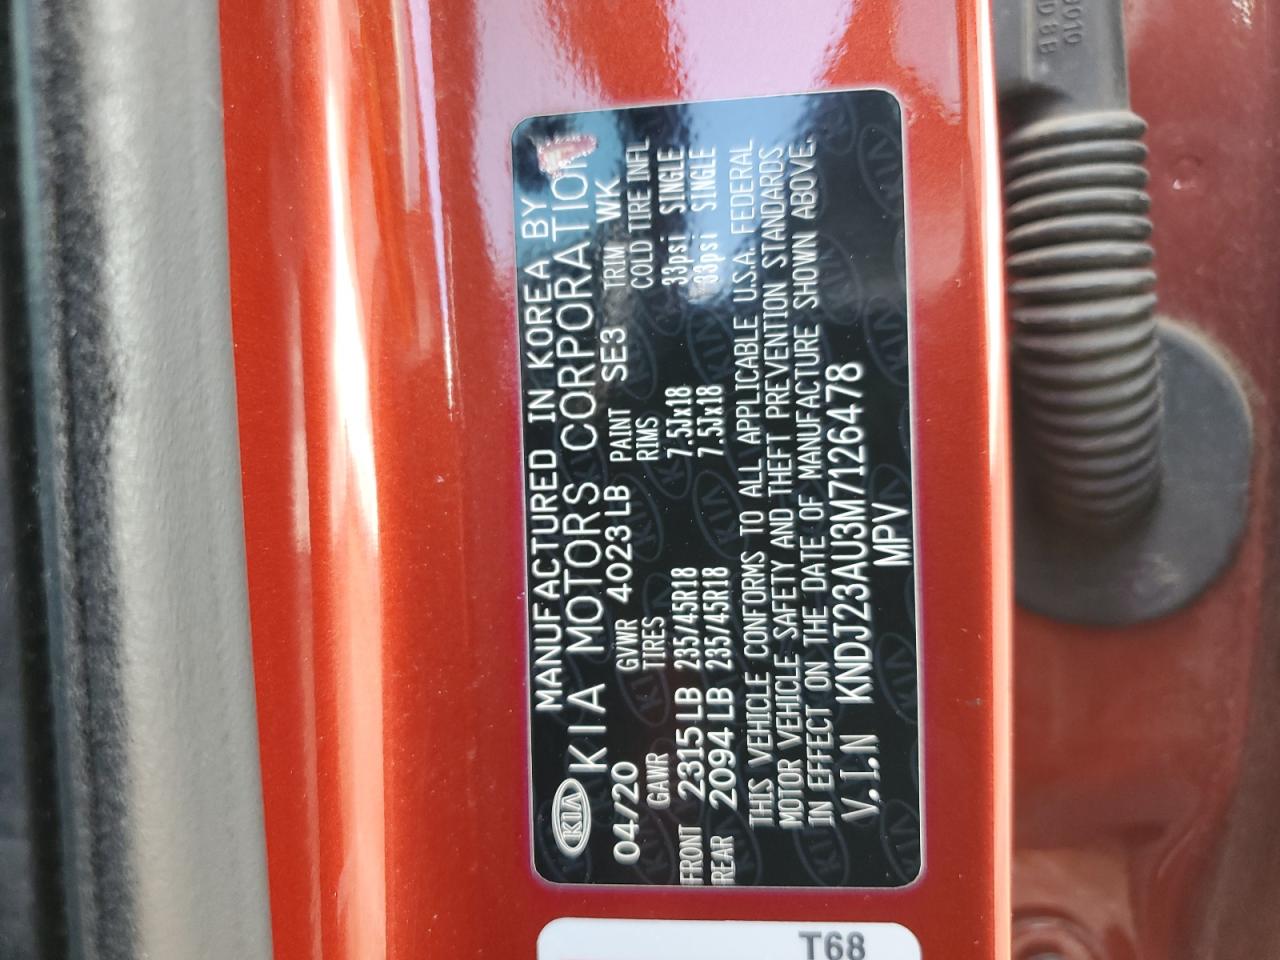 MANUFACTURED IN KOREA BY
KIA KIA MOTORS CORPORATION
04/20 GVWR 4023 LB PAINT SE3 TRIM WK
GAWR TIRES RIMS COLD TIRE INFL
FRONT 2315 LB 235/45R18 7.5Jx18 33psi SINGLE
REAR 2094 LB 235/45R18 7.5Jx18 33psi SINGLE
THIS VEHICLE CONFORMS TO ALL APPLICABLE U.S.A. FEDERAL
MOTOR VEHICLE SAFETY AND THEFT PREVENTION STANDARDS
IN EFFECT ON THE DATE OF MANUFACTURE SHOWN ABOVE.
V.I.N KNDJ23AU3M7126478
MPV
T68